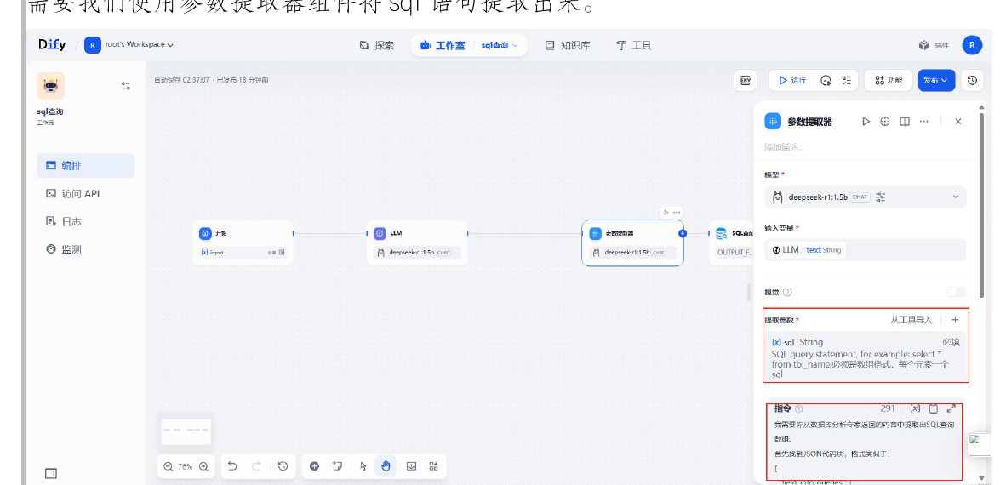 需要我们使用参数提取器组件将 sql 语句提取出来。
Dify / R root's Workspace
探索 工作室 / sql查询 知识库 工具 插件 R
自动保存 02:37:07 · 已发布 18 分钟前
ENV 运行 功能 发布
sql查询
工作流
编排
访问 API
日志
监测
开始
{x} input 必填
LLM
deepseek-r1:1.5b CHAT
参数提取器
deepseek-r1:1.5b CHAT
SQL查询
OUTPUT_F...
76%
参数提取器
添加描述...
模型 *
deepseek-r1:1.5b CHAT
输入变量 *
LLM / text String
视觉
提取参数 * 从工具导入 +
{x} sql String 必填
SQL query statement, for example: select *
from tbl_name,必须是数组格式，每个元素一个
sql
指令 291 {x}
我需要你从数据库分析专家返回的内容中提取出SQL查询
数组。
首先找到JSON代码块，格式类似于：
{
"field_info_queries": [